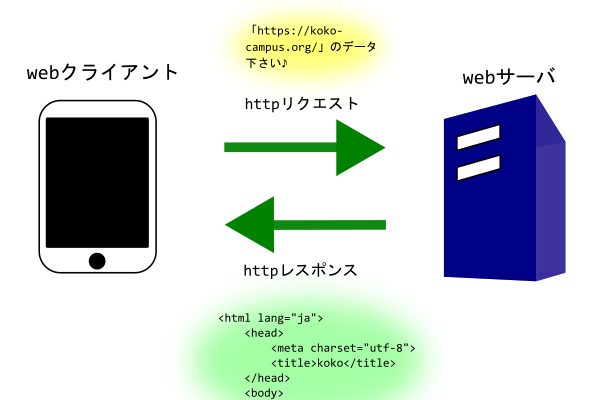 「https://koko-
campus.org/」のデータ
下さい♪
webクライアント
webサーバ
httpリクエスト
httpレスポンス
<html lang="ja">
<head>
<meta charset="utf-8">
<title>koko</title>
</head>
<body>